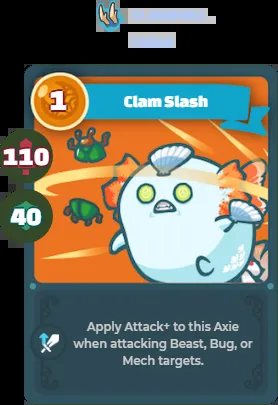 1
Clam Slash
110
40
Apply Attack+ to this Axie
when attacking Beast, Bug, or
Mech targets.